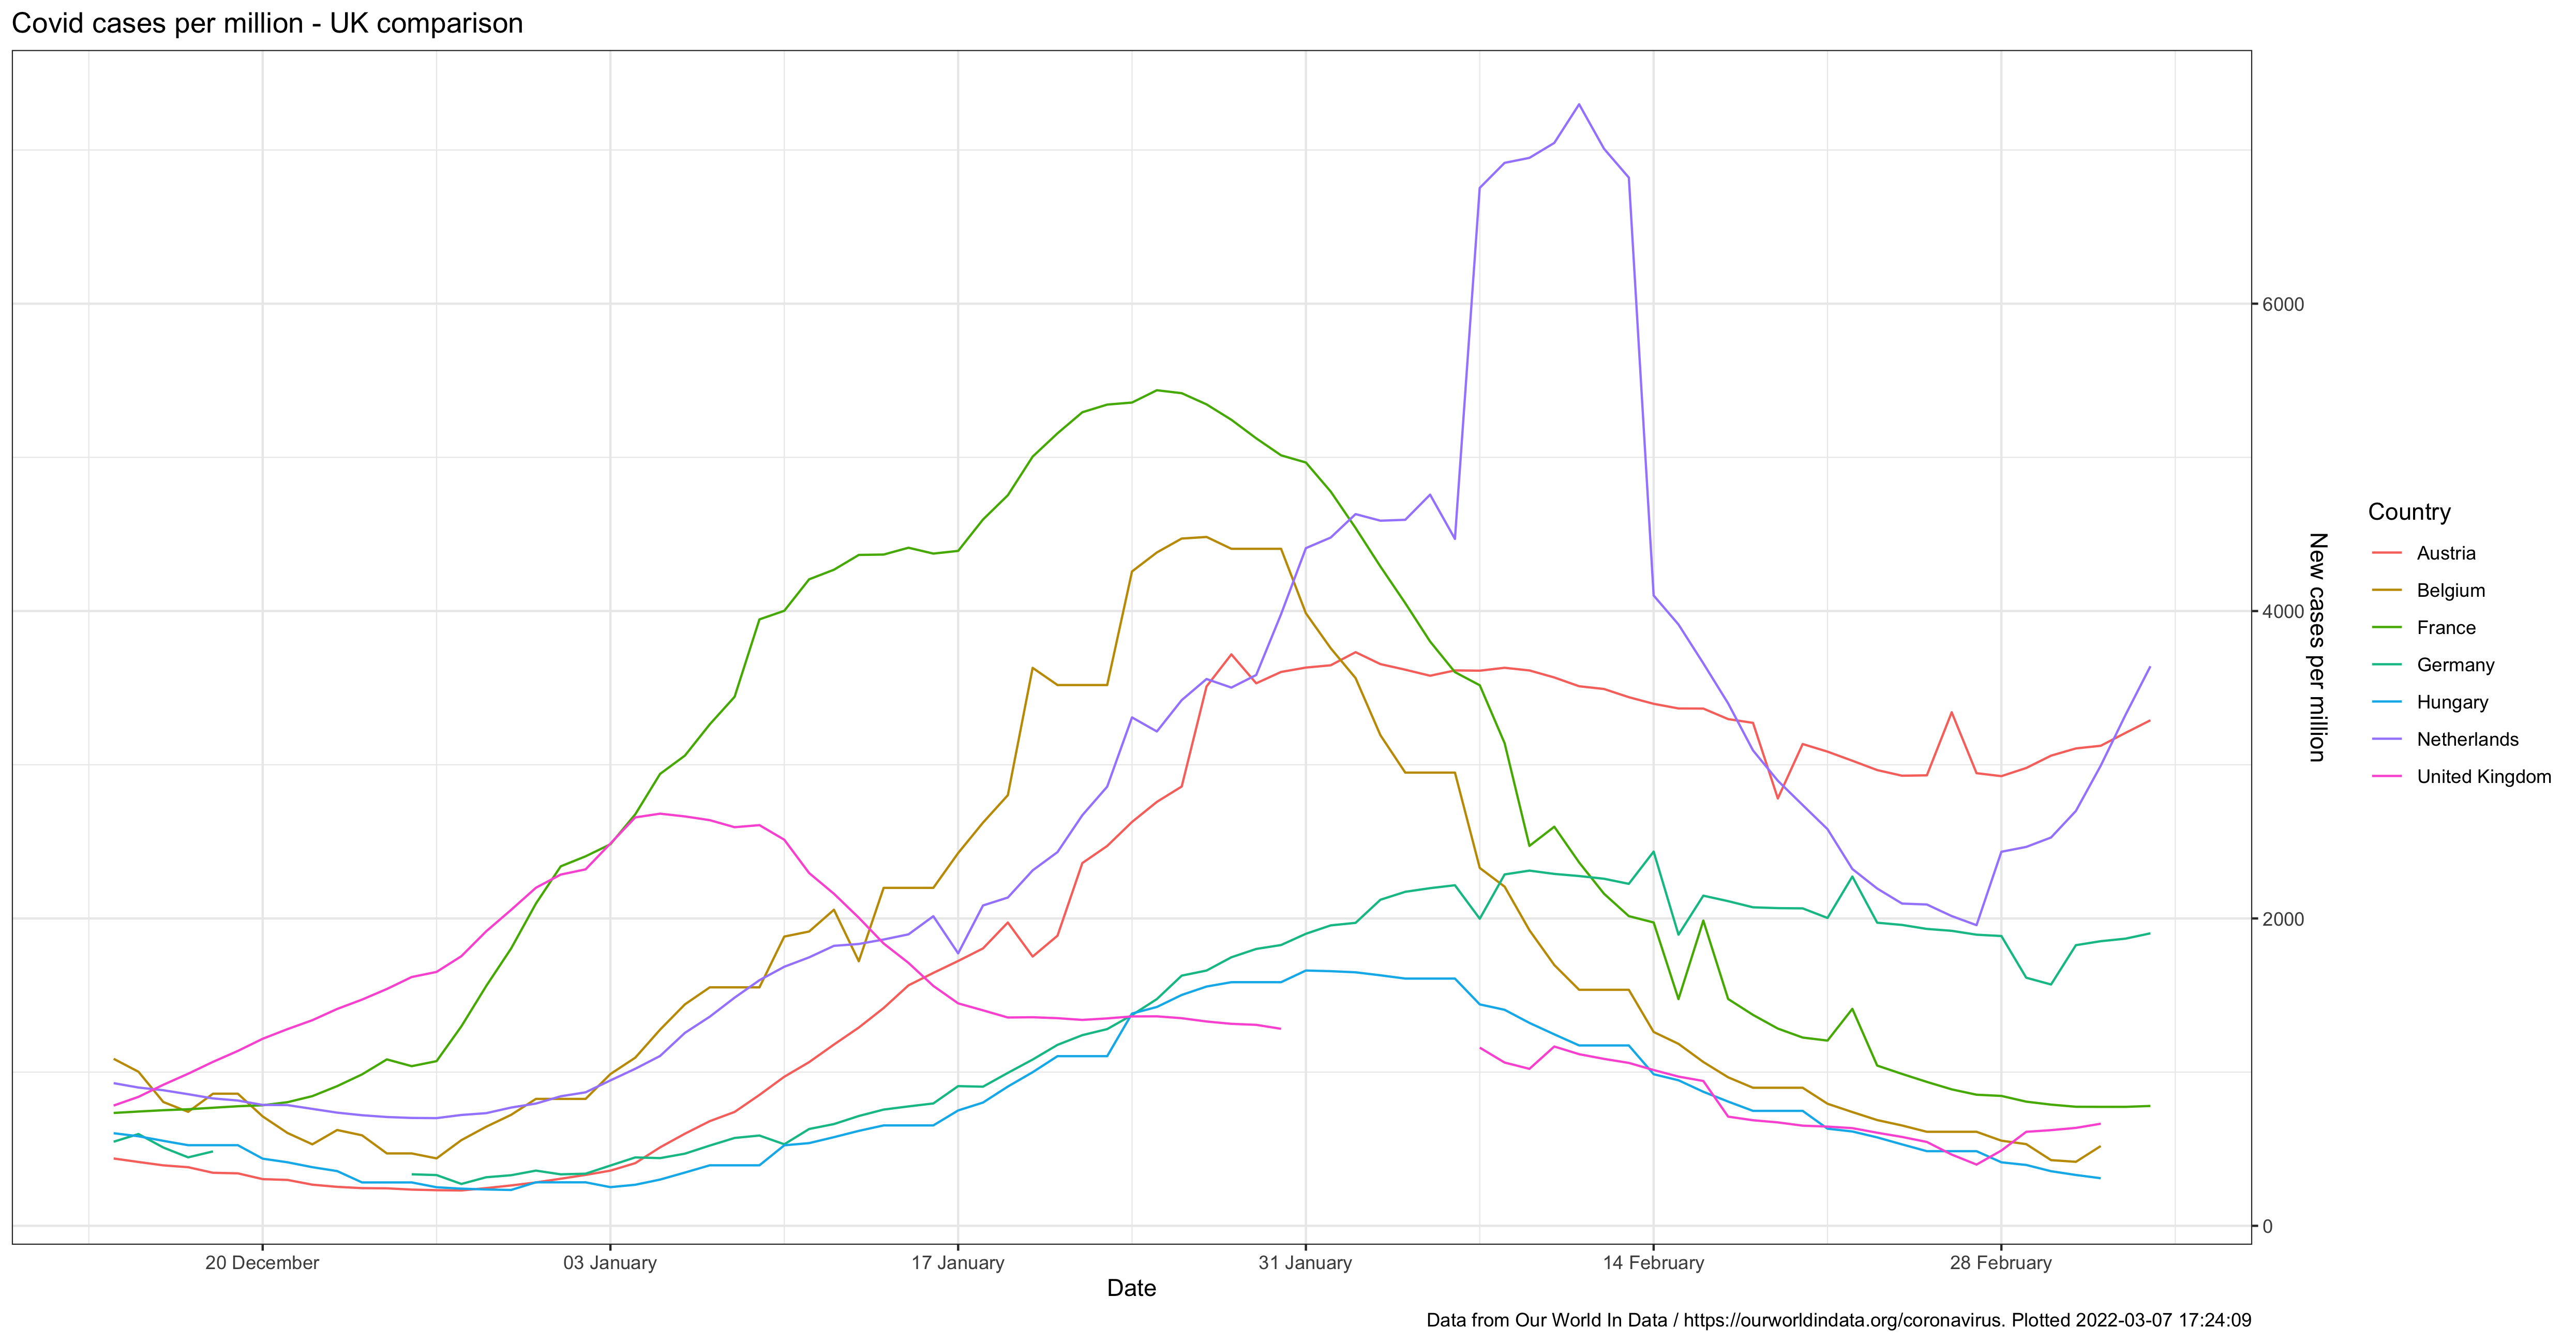 Covid cases per million - UK comparison
6000
4000
2000
0
New cases per million
20 December
03 January
17 January
31 January
14 February
28 February
Date
Country
Austria
Belgium
France
Germany
Hungary
Netherlands
United Kingdom
Data from Our World In Data / https://ourworldindata.org/coronavirus. Plotted 2022-03-07 17:24:09